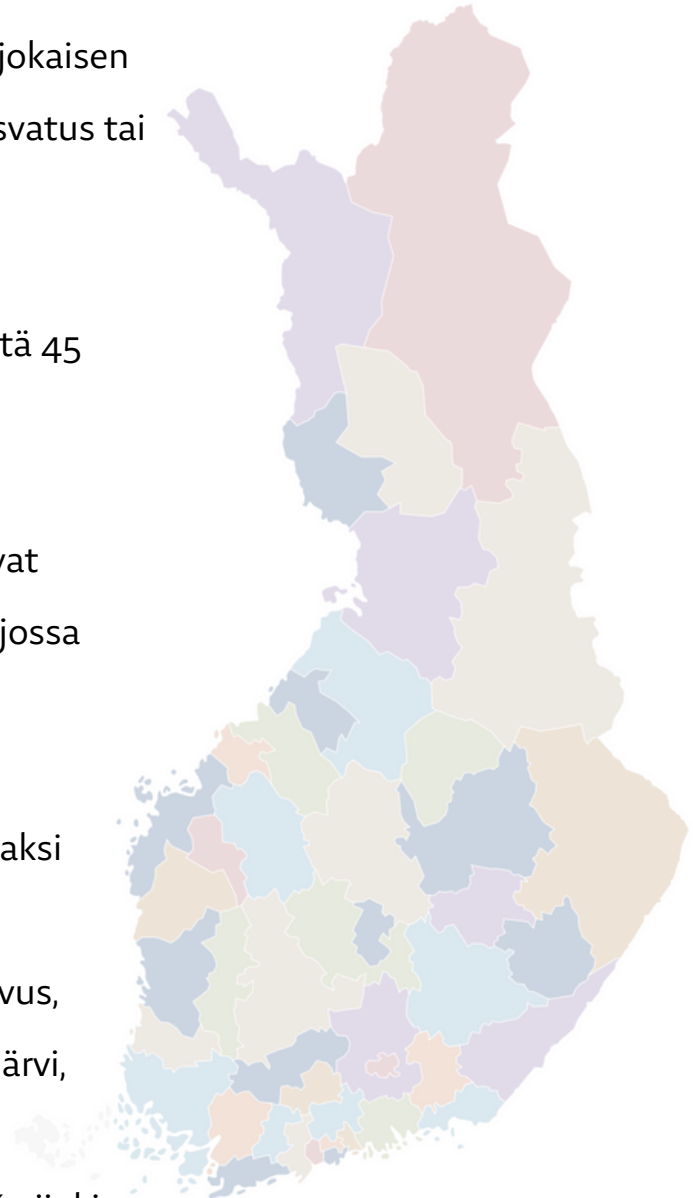 jokaisen
svatus tai
tä 45
vat
jossa
aksi
vus,
ärvi,